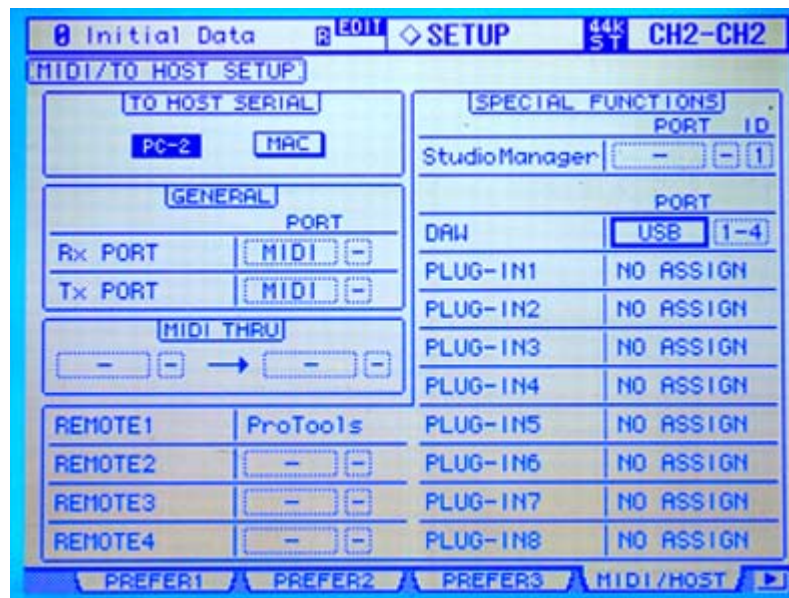 0 Initial Data R EDIT ◇SETUP 44k ST CH2-CH2
MIDI/TO HOST SETUP
TO HOST SERIAL
PC-2 MAC
GENERAL
PORT
Rx PORT MIDI -
Tx PORT MIDI -
MIDI THRU
- - → - -
REMOTE1 ProTools
REMOTE2 - -
REMOTE3 - -
REMOTE4 - -
SPECIAL FUNCTIONS
PORT ID
StudioManager - - 1
PORT
DAW USB 1-4
PLUG-IN1 NO ASSIGN
PLUG-IN2 NO ASSIGN
PLUG-IN3 NO ASSIGN
PLUG-IN4 NO ASSIGN
PLUG-IN5 NO ASSIGN
PLUG-IN6 NO ASSIGN
PLUG-IN7 NO ASSIGN
PLUG-IN8 NO ASSIGN
PREFER1 PREFER2 PREFER3 MIDI/HOST